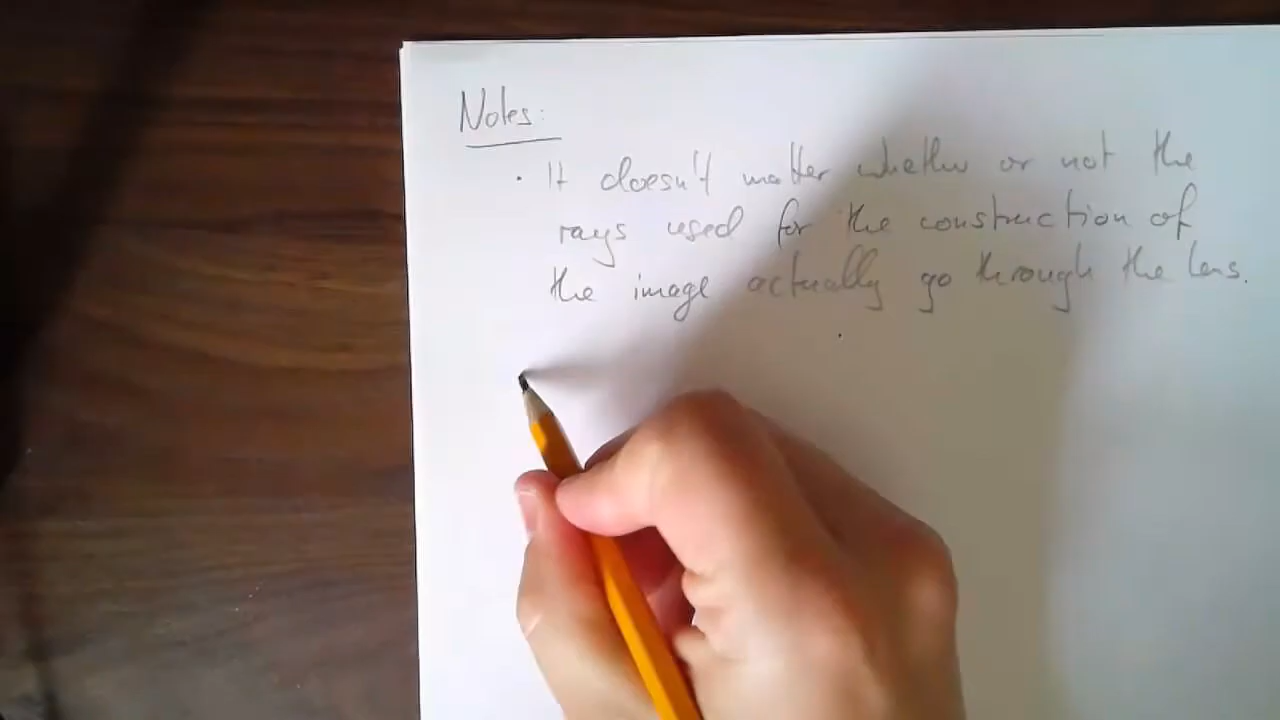 Notes:
· It doesn't matter whether or not the
rays used for the construction of
the image actually go through the lens.